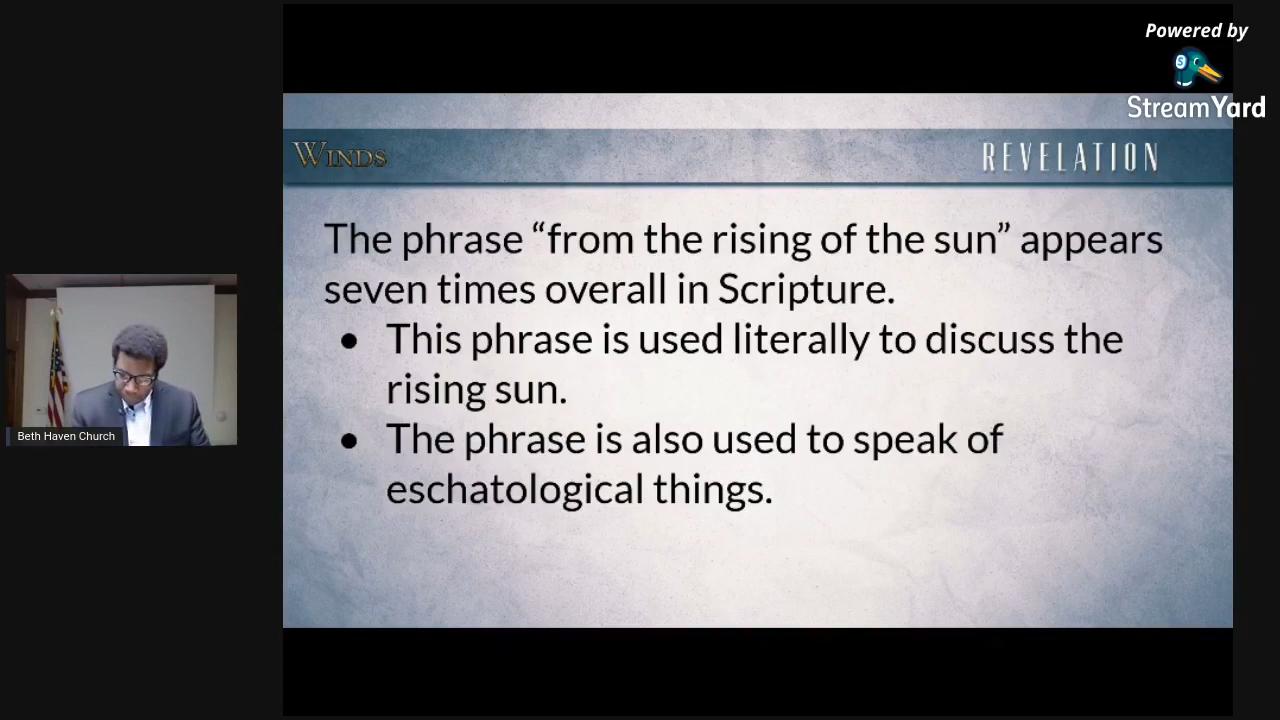 Powered by
StreamYard
WINDS
REVELATION
The phrase “from the rising of the sun” appears
seven times overall in Scripture.
• This phrase is used literally to discuss the
rising sun.
• The phrase is also used to speak of
eschatological things.
Beth Haven Church